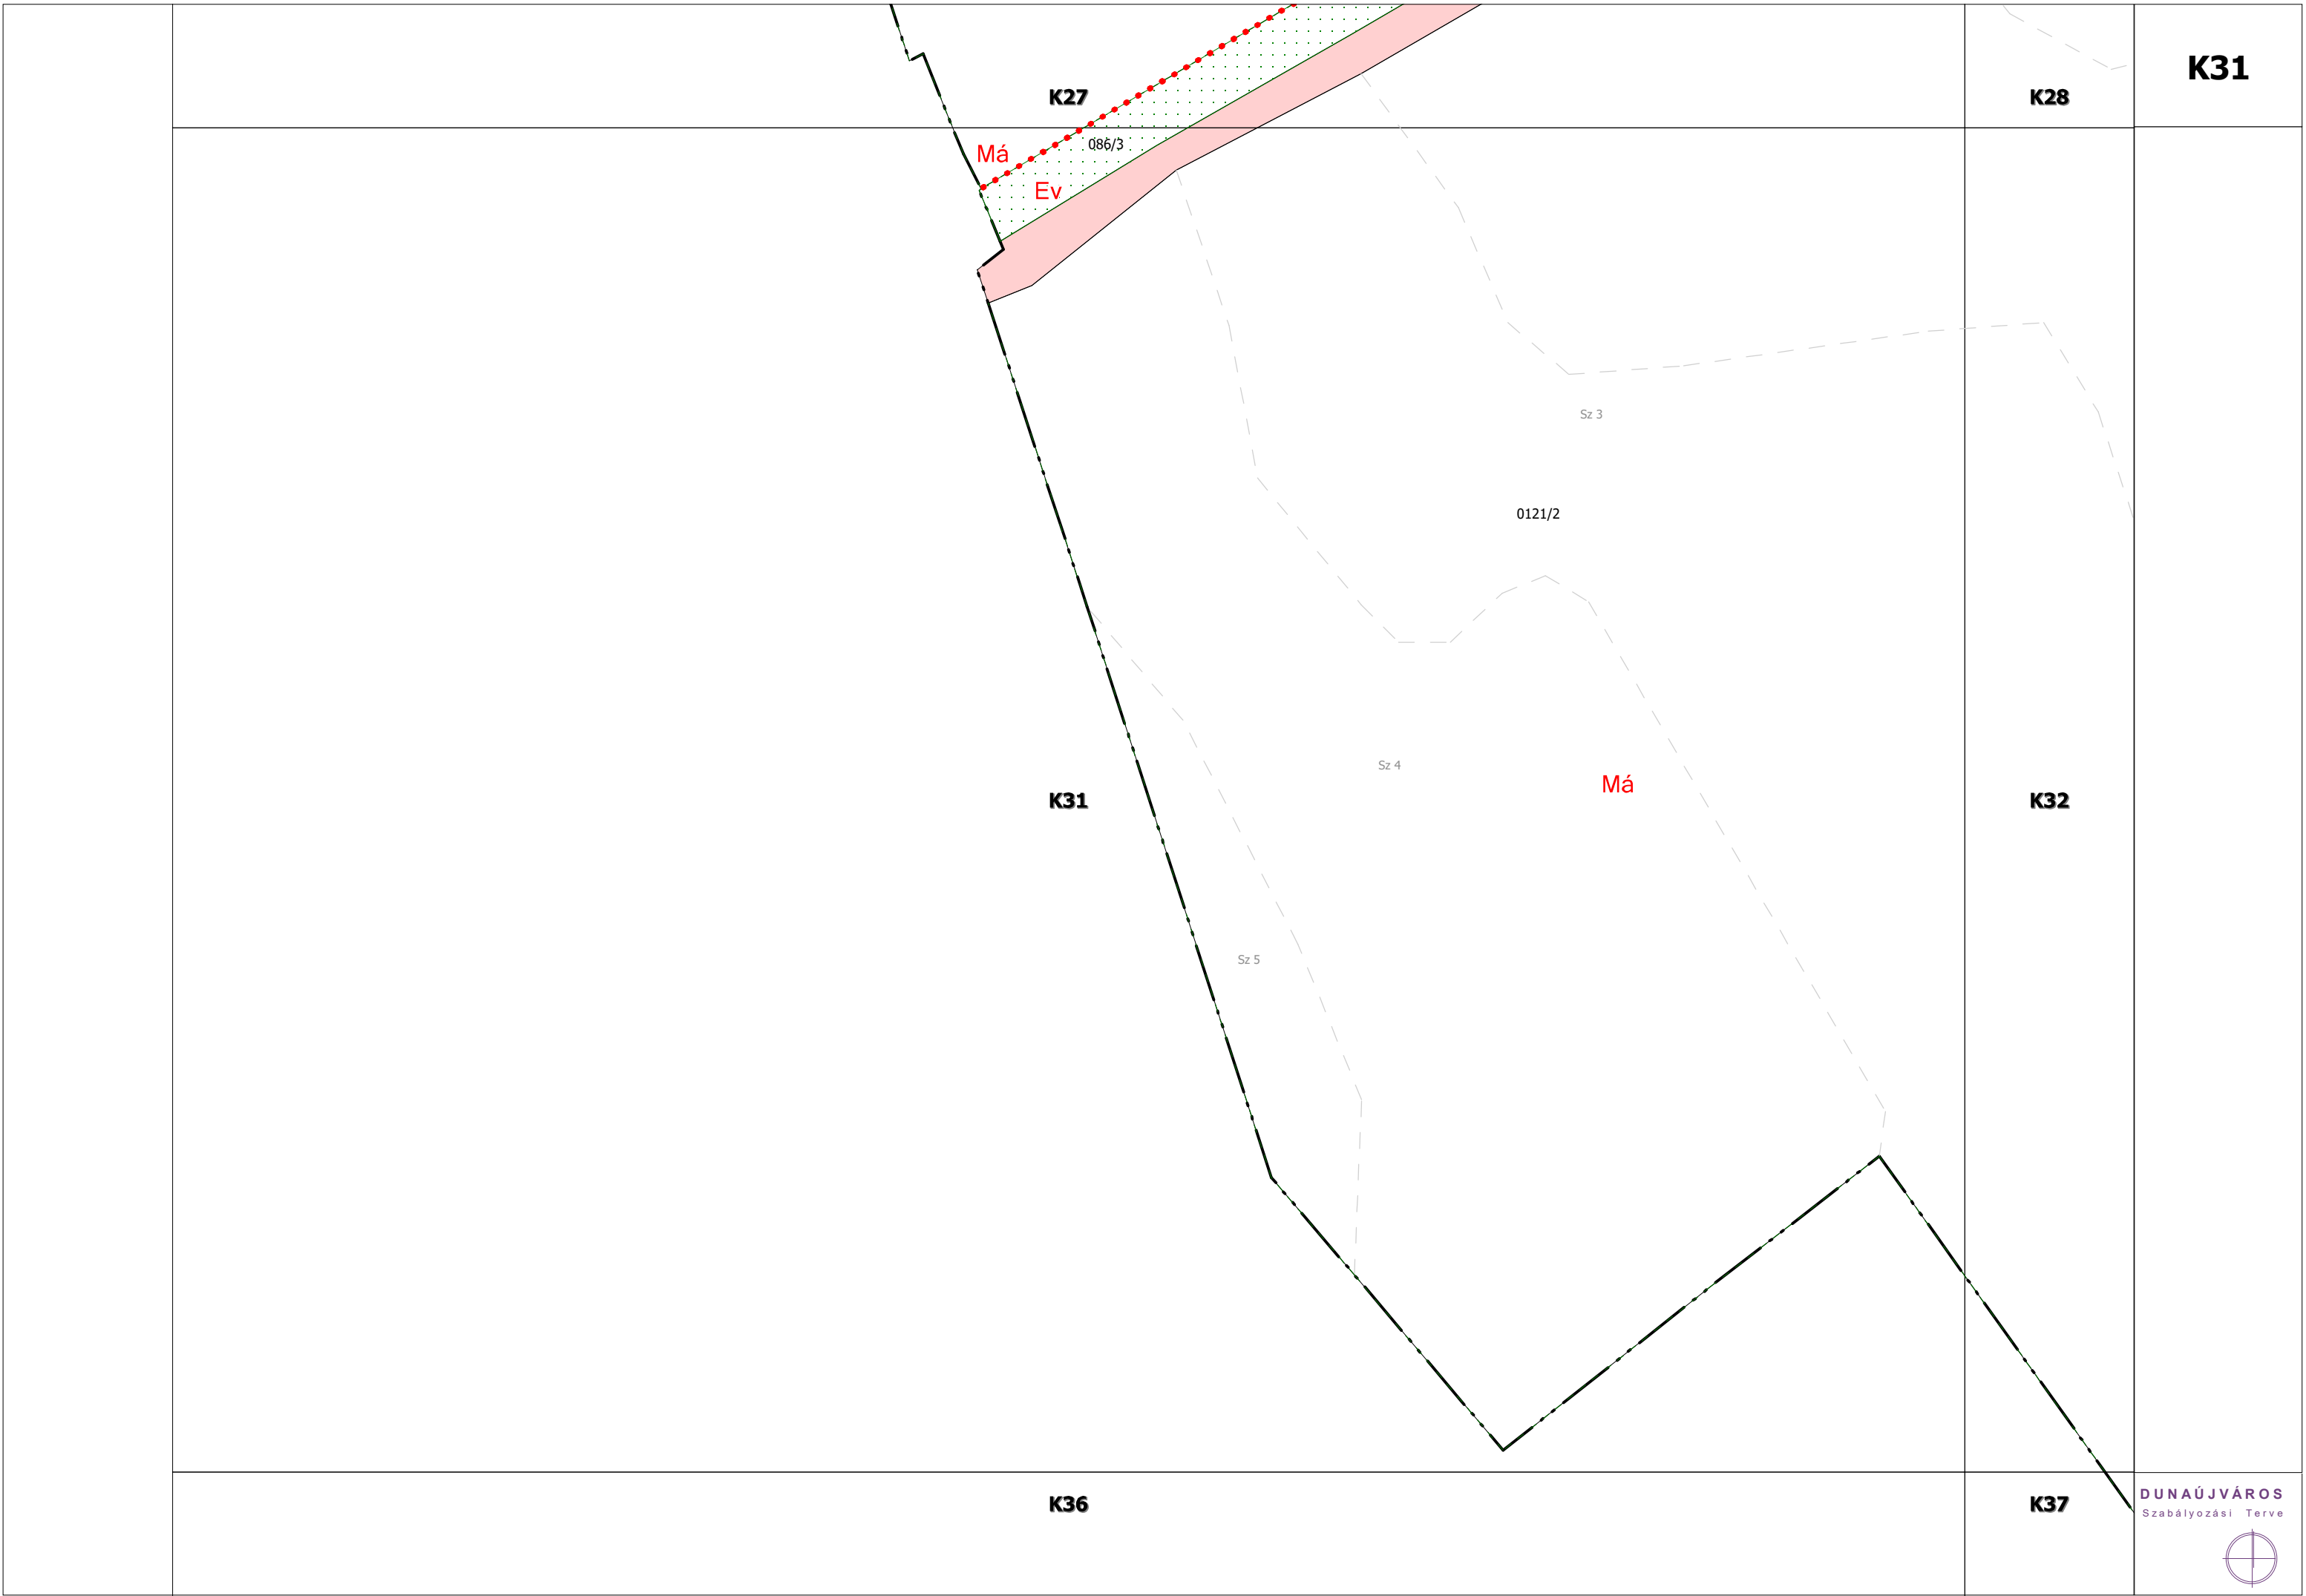 K31
K27
K28
086/3
Má
Ev
Sz 3
0121/2
Sz 4
Má
K31
K32
Sz 5
K36
K37
DUNAÚJVÁROS
Szabályozási Terve